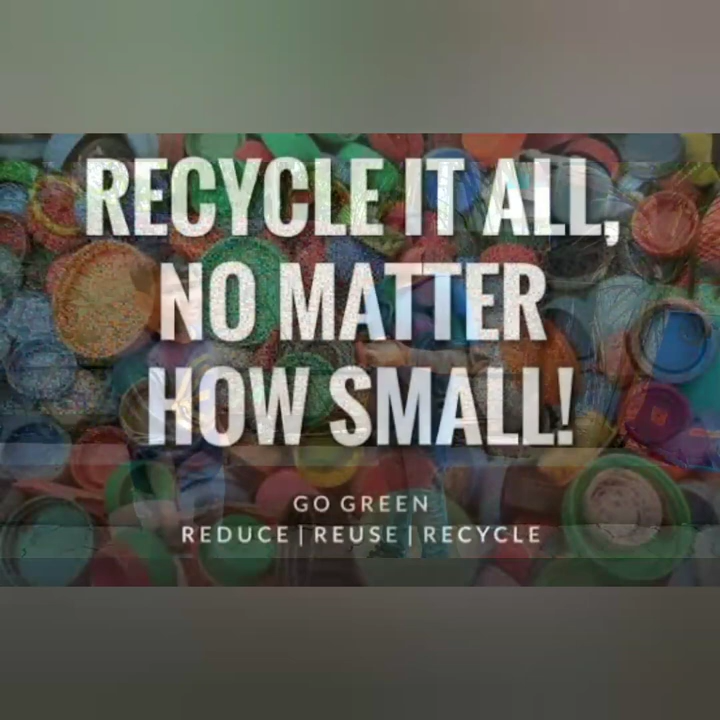 RECYCLE IT ALL,
NO MATTER
HOW SMALL!
GO GREEN
REDUCE | REUSE | RECYCLE